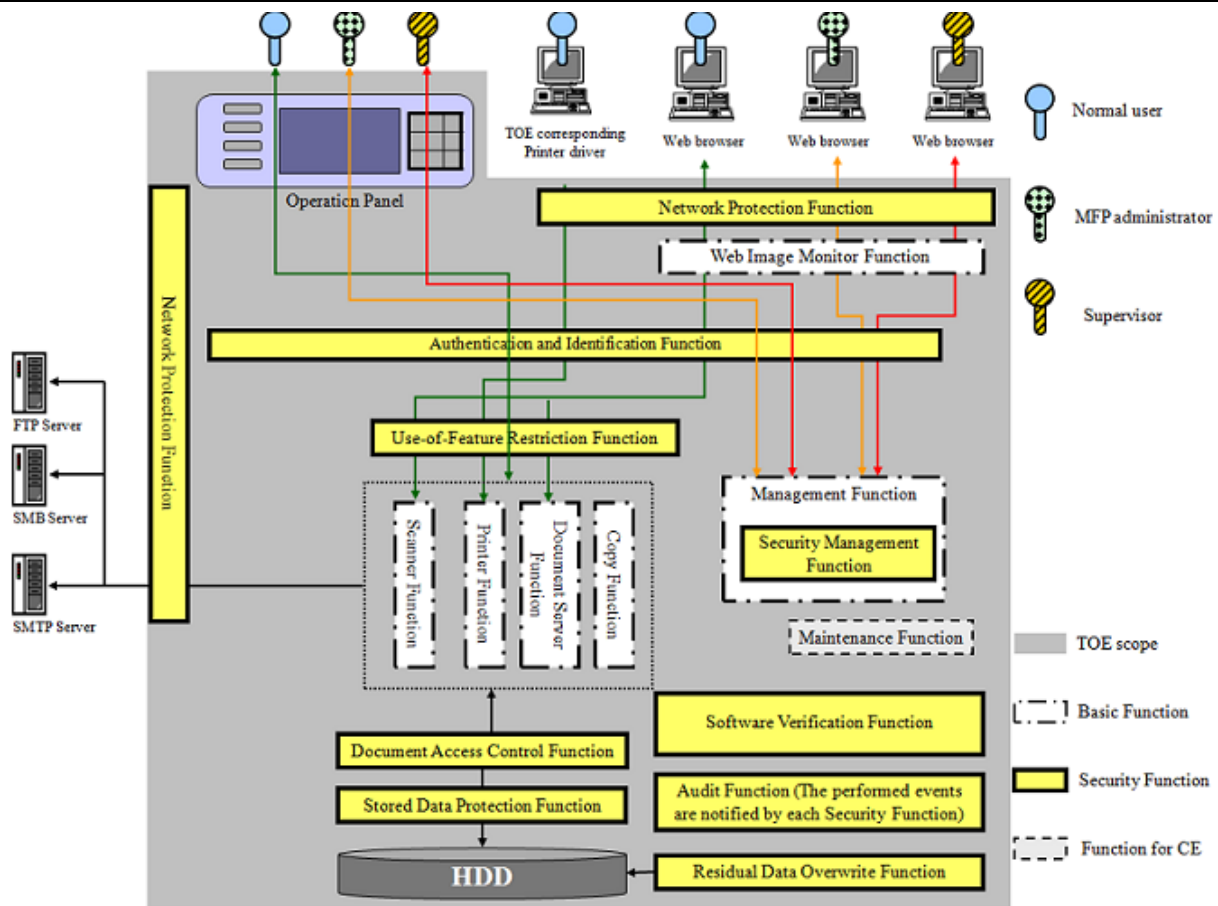 TOE corresponding
Printer driver
Web browser
Web browser
Web browser
Normal user
Operation Panel
Network Protection Function
MFP administrator
Web Image Monitor Function
Network Protection Function
Supervisor
Authentication and Identification Function
FTP Server
Use-of-Feature Restriction Function
SMB Server
Management Function
Security Management
Function
Scanner Function
Printer Function
Document Server
Function
Copy Function
SMTP Server
Maintenance Function
TOE scope
Software Verification Function
Basic Function
Document Access Control Function
Stored Data Protection Function
Audit Function (The performed events
are notified by each Security Function)
Security Function
Function for CE
HDD
Residual Data Overwrite Function